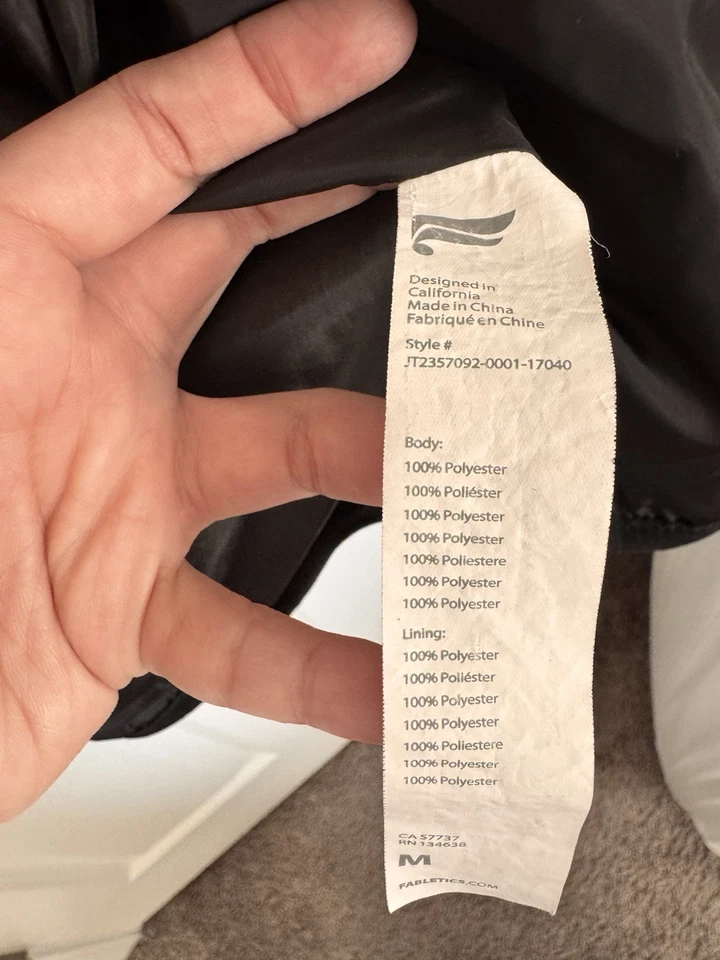 Designed in
California
Made in China
Fabriqué en Chine
Style #
JT2357092-0001-17040
Body:
100% Polyester
100% Poliéster
100% Polyester
100% Polyester
100% Poliestere
100% Polyester
100% Polyester
Lining:
100% Polyester
100% Poliéster
100% Polyester
100% Polyester
100% Poliestere
100% Polyester
100% Polyester
CA 57737
RN 134638
M
FABLETICS.COM